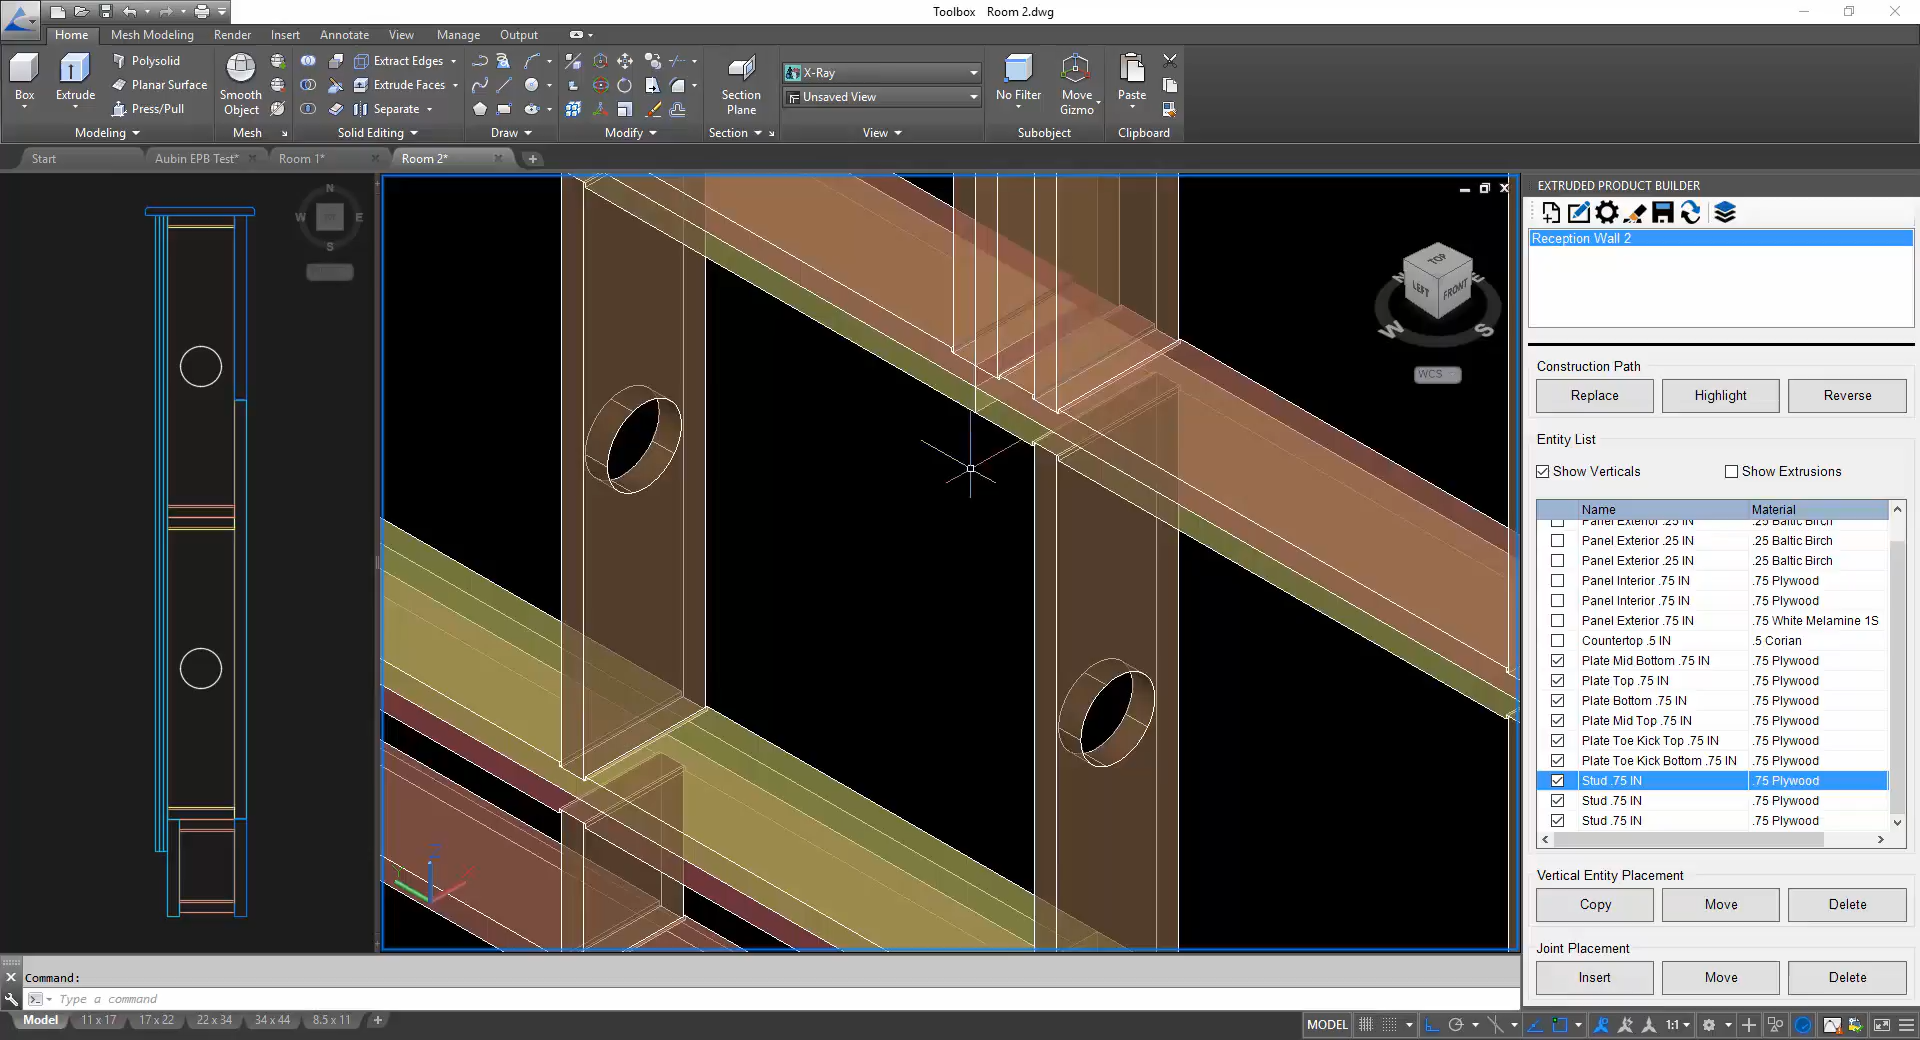 Toolbox Room 2.dwg
Home Mesh Modeling Render Insert Annotate View Manage Output
Polysolid
Planar Surface
Press/Pull
Box
Extrude
Modeling
Smooth
Object
Mesh
Extract Edges
Extrude Faces
Separate
Solid Editing
Draw
Modify
Section
Plane
Section
X-Ray
Unsaved View
View
No Filter
Move
Gizmo
Subobject
Paste
Clipboard
Start Aubin EPB Test* Room 1* Room 2*
N
W E
S
TOP
LEFT FRONT
N E
W S
WCS
EXTRUDED PRODUCT BUILDER
Reception Wall 2
Construction Path
Replace Highlight Reverse
Entity List
Show Verticals Show Extrusions
Name Material
Panel Exterior .25 IN .25 Baltic Birch
Panel Exterior .25 IN .25 Baltic Birch
Panel Exterior .25 IN .25 Baltic Birch
Panel Interior .75 IN .75 Plywood
Panel Interior .75 IN .75 Plywood
Panel Exterior .75 IN .75 White Melamine 1S
Countertop .5 IN .5 Corian
Plate Mid Bottom .75 IN .75 Plywood
Plate Top .75 IN .75 Plywood
Plate Bottom .75 IN .75 Plywood
Plate Mid Top .75 IN .75 Plywood
Plate Toe Kick Top .75 IN .75 Plywood
Plate Toe Kick Bottom .75 IN .75 Plywood
Stud .75 IN .75 Plywood
Stud .75 IN .75 Plywood
Stud .75 IN .75 Plywood
Vertical Entity Placement
Copy Move Delete
Joint Placement
Insert Move Delete
Command:
Type a command
Model 11 x 17 17 x 22 22 x 34 34 x 44 8.5 x 11
MODEL 1:1